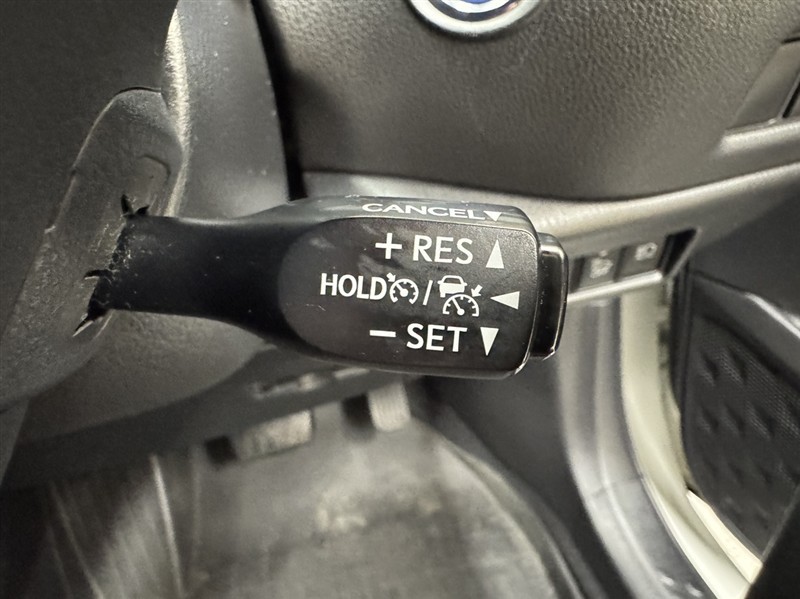 CANCEL▼
+ RES ▲
HOLD / ◀
− SET ▼